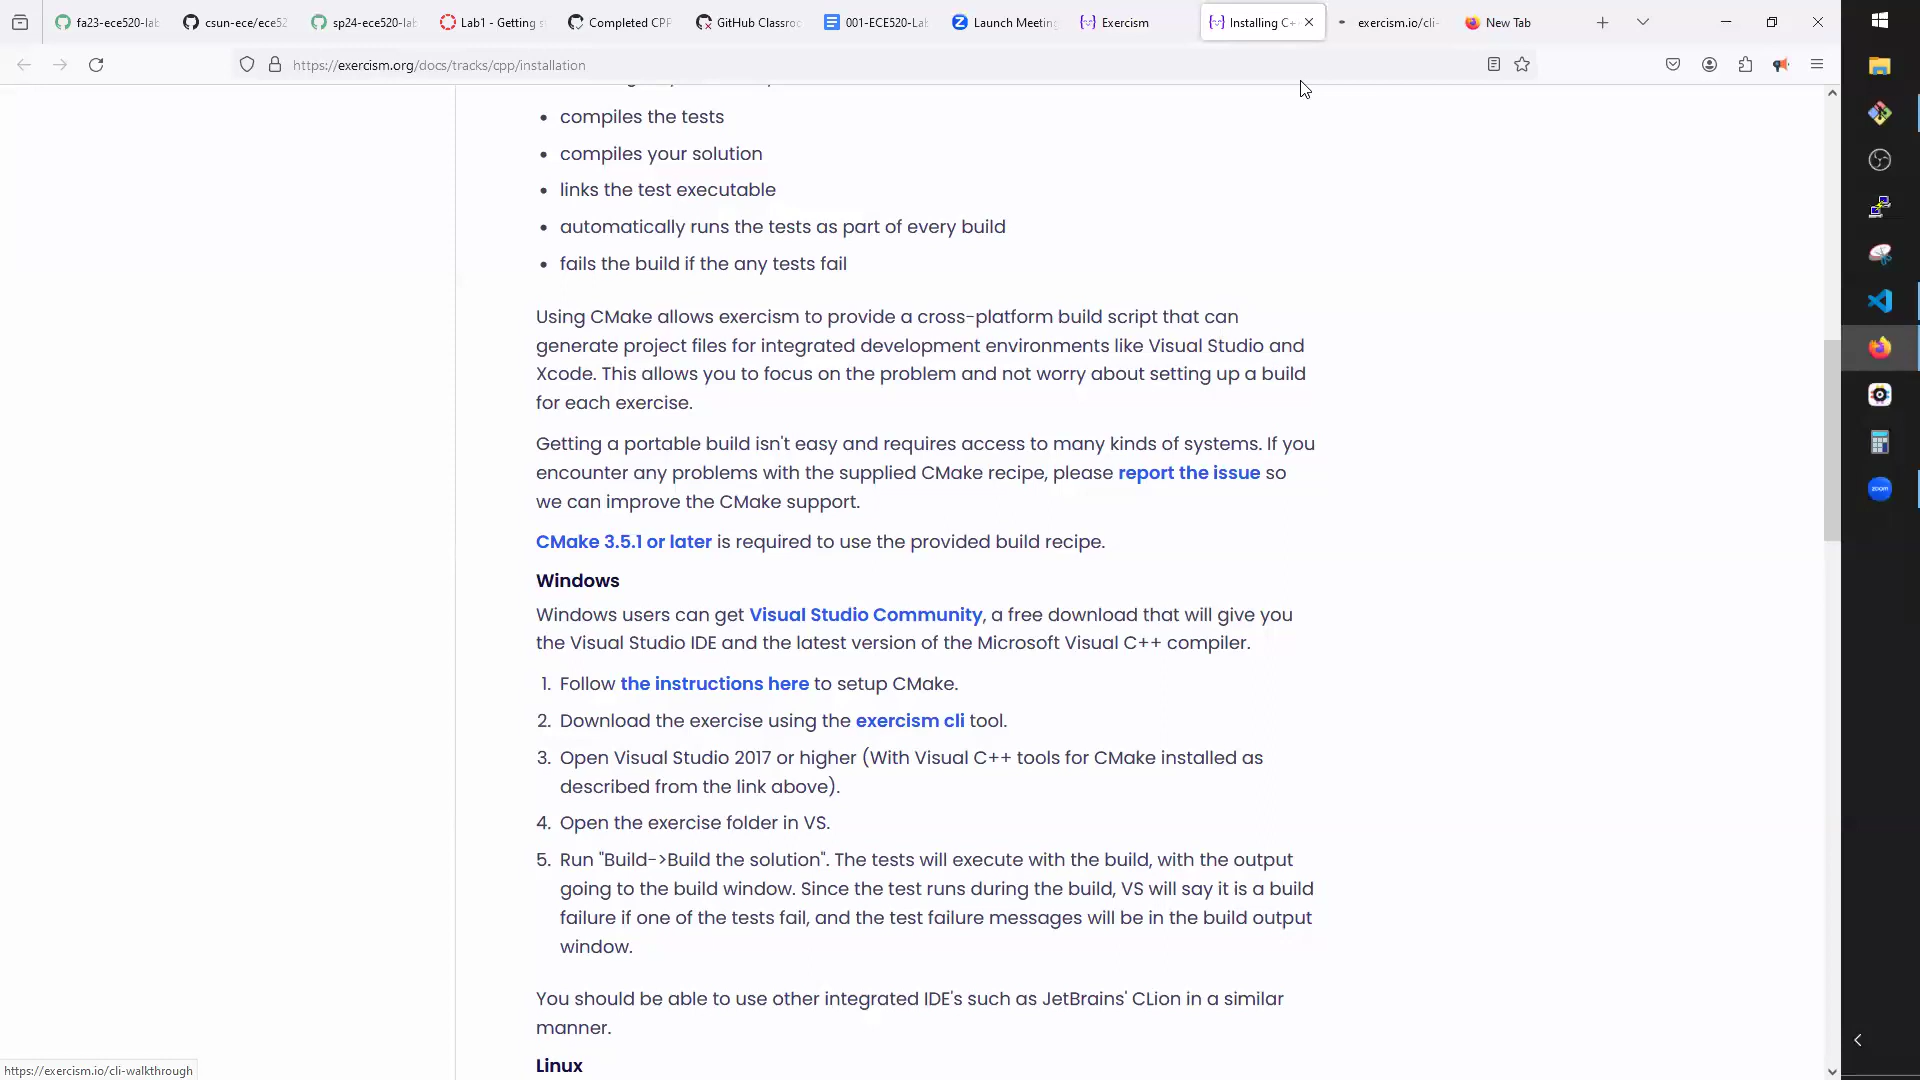 fa23-ece520-lab
csun-ece/ece52
sp24-ece520-lab
Lab1 - Getting s
Completed CPP
GitHub Classroo
001-ECE520-Lab
Launch Meeting
Exercism
Installing C+
exercism.io/cli-
New Tab
https://exercism.org/docs/tracks/cpp/installation
• compiles the tests
• compiles your solution
• links the test executable
• automatically runs the tests as part of every build
• fails the build if the any tests fail
Using CMake allows exercism to provide a cross-platform build script that can
generate project files for integrated development environments like Visual Studio and
Xcode. This allows you to focus on the problem and not worry about setting up a build
for each exercise.
Getting a portable build isn't easy and requires access to many kinds of systems. If you
encounter any problems with the supplied CMake recipe, please report the issue so
we can improve the CMake support.
CMake 3.5.1 or later is required to use the provided build recipe.
Windows
Windows users can get Visual Studio Community, a free download that will give you
the Visual Studio IDE and the latest version of the Microsoft Visual C++ compiler.
1. Follow the instructions here to setup CMake.
2. Download the exercise using the exercism cli tool.
3. Open Visual Studio 2017 or higher (With Visual C++ tools for CMake installed as
described from the link above).
4. Open the exercise folder in VS.
5. Run "Build->Build the solution". The tests will execute with the build, with the output
going to the build window. Since the test runs during the build, VS will say it is a build
failure if one of the tests fail, and the test failure messages will be in the build output
window.
You should be able to use other integrated IDE's such as JetBrains' CLion in a similar
manner.
Linux
https://exercism.io/cli-walkthrough
zoom